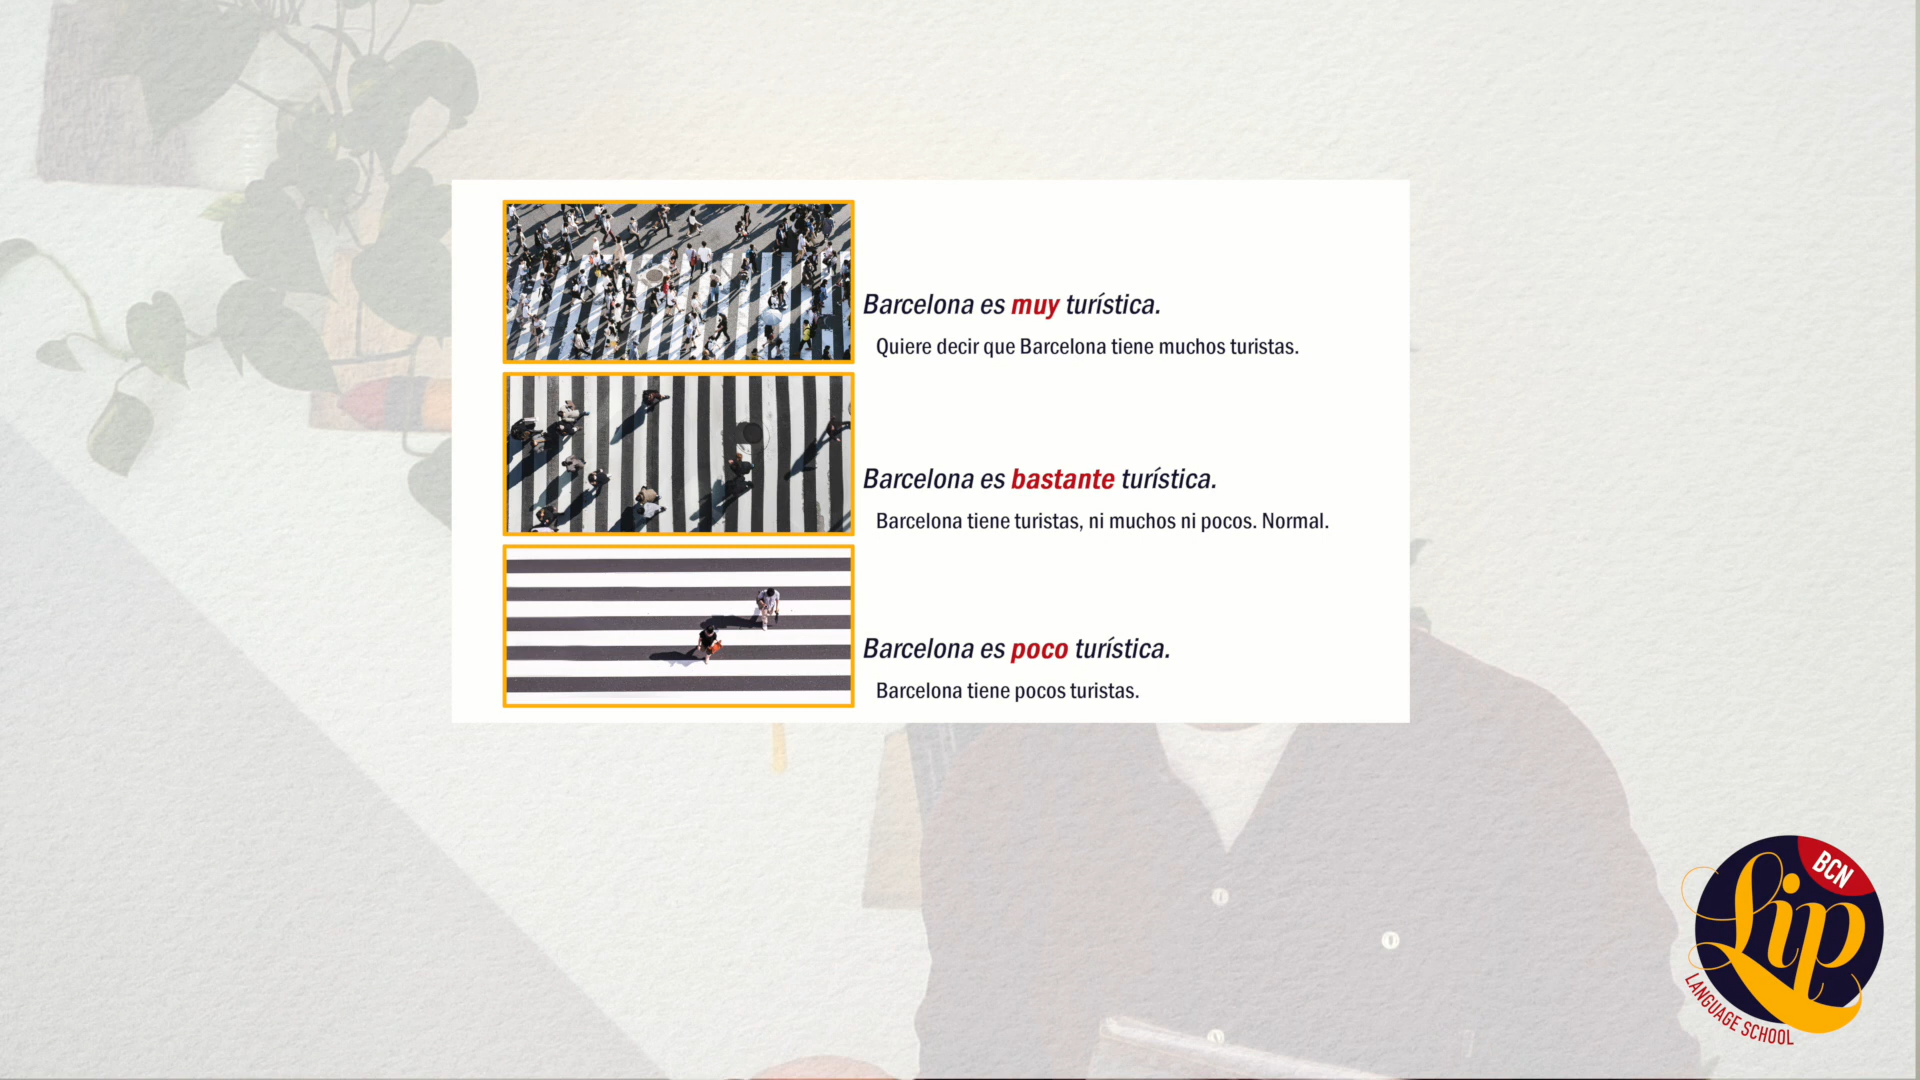 Barcelona es muy turística.
Quiere decir que Barcelona tiene muchos turistas.
Barcelona es bastante turística.
Barcelona tiene turistas, ni muchos ni pocos. Normal.
Barcelona es poco turística.
Barcelona tiene pocos turistas.
BCN
Lip
LANGUAGE SCHOOL